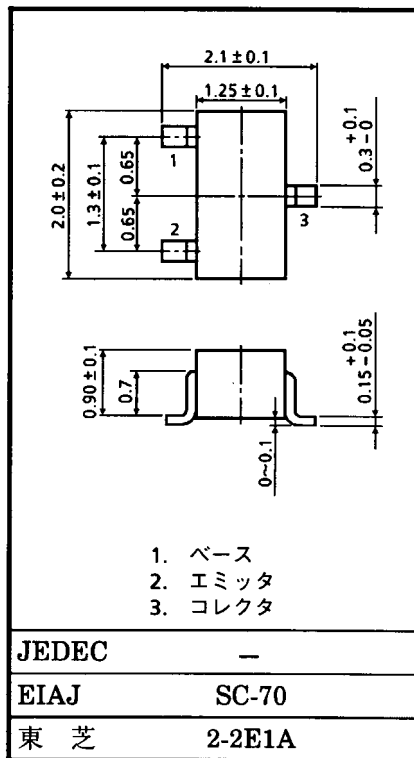 2.1±0.1
1.25±0.1
+0.1
0.3-0
2.0±0.2
1.3±0.1
0.65
0.65
1
2
3
0.90±0.1
0.7
0~0.1
+0.1
0.15-0.05
1. ベース
2. エミッタ
3. コレクタ
JEDEC –
EIAJ SC-70
東 芝 2-2E1A